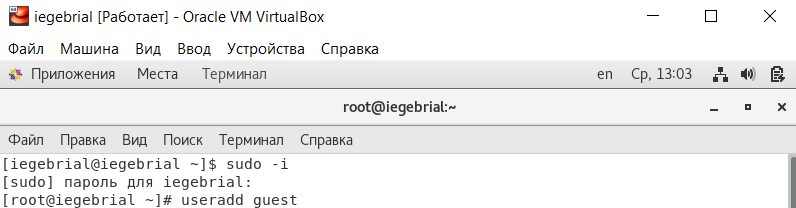 iegebrial [Работает] - Oracle VM VirtualBox
Файл Машина Вид Ввод Устройства Справка
Приложения Места Терминал en Ср, 13:03
root@iegebrial:~
Файл Правка Вид Поиск Терминал Справка
[iegebrial@iegebrial ~]$ sudo -i
[sudo] пароль для iegebrial:
[root@iegebrial ~]# useradd guest